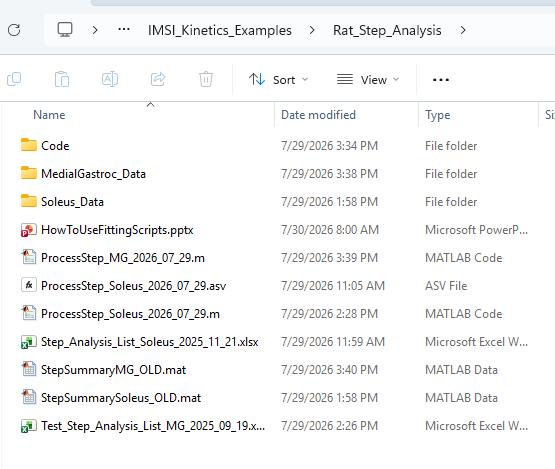 IMSI_Kinetics_Examples > Rat_Step_Analysis >
Sort View
Name Date modified Type Si
Code 7/29/2026 3:34 PM File folder
MedialGastroc_Data 7/29/2026 3:38 PM File folder
Soleus_Data 7/29/2026 1:58 PM File folder
HowToUseFittingScripts.pptx 7/30/2026 8:00 AM Microsoft PowerP...
ProcessStep_MG_2026_07_29.m 7/29/2026 3:39 PM MATLAB Code
ProcessStep_Soleus_2026_07_29.asv 7/29/2026 11:05 AM ASV File
ProcessStep_Soleus_2026_07_29.m 7/29/2026 2:28 PM MATLAB Code
Step_Analysis_List_Soleus_2025_11_21.xlsx 7/29/2026 11:59 AM Microsoft Excel W...
StepSummaryMG_OLD.mat 7/29/2026 3:40 PM MATLAB Data
StepSummarySoleus_OLD.mat 7/29/2026 1:58 PM MATLAB Data
Test_Step_Analysis_List_MG_2025_09_19.x... 7/29/2026 2:26 PM Microsoft Excel W...